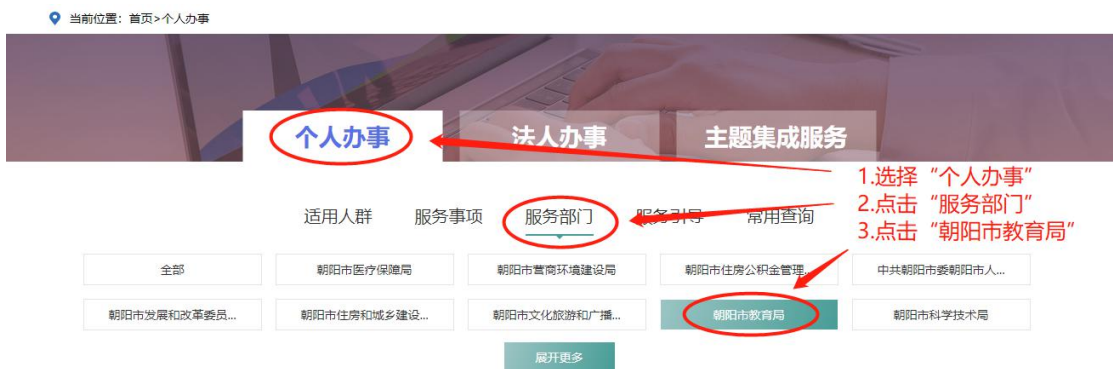 当前位置：首页>个人办事
个人办事 法人办事 主题集成服务
1.选择“个人办事”
2.点击“服务部门”
3.点击“朝阳市教育局”
适用人群 服务事项 服务部门 服务引导 常用查询
全部 朝阳市医疗保障局 朝阳市营商环境建设局 朝阳市住房公积金管理... 中共朝阳市委朝阳市人...
朝阳市发展和改革委员... 朝阳市住房和城乡建设... 朝阳市文化旅游和广播... 朝阳市教育局 朝阳市科学技术局
展开更多